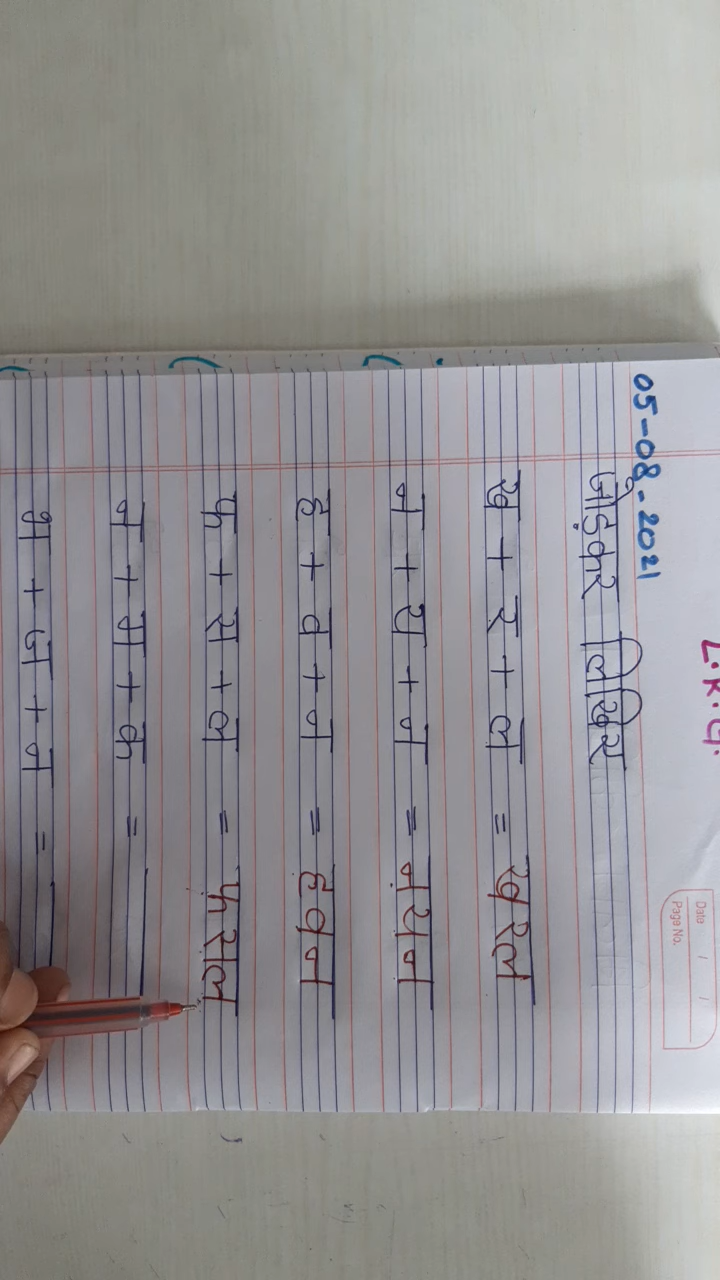 L.K.G.
Date / /
Page No.
05-08-2021
जोड़कर लिखिए
ख + र + ल = खरल
न + य + न = नयन
ह + व + न = हवन
फ + स + ल = फसल
न + म + क =
भ + ज + न =